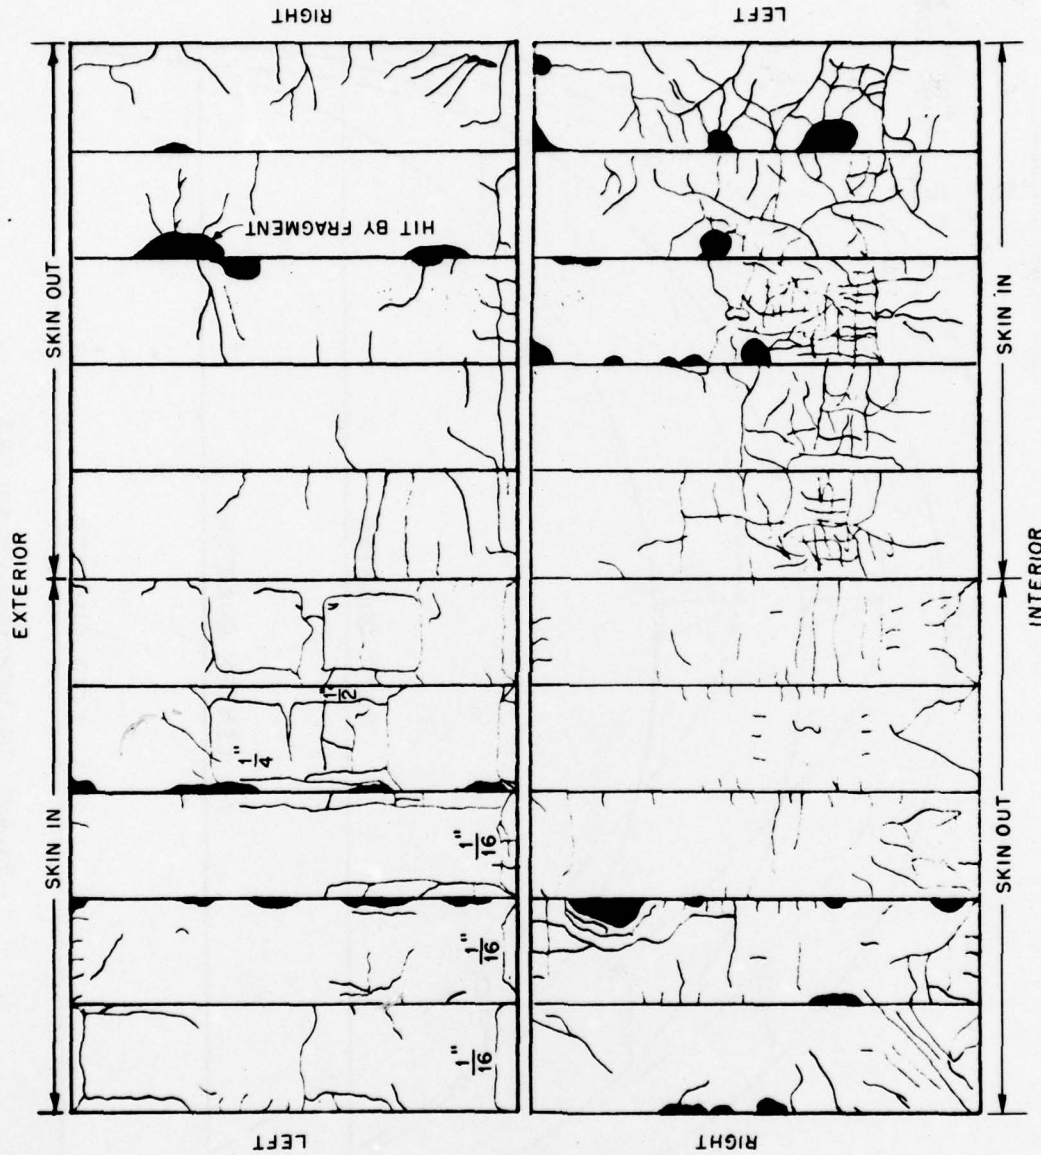 EXTERIOR
SKIN IN
SKIN OUT
LEFT
RIGHT
1/16"
1/16"
1/16"
1/4"
1/2"
HIT BY FRAGMENT
RIGHT
LEFT
SKIN OUT
SKIN IN
INTERIOR